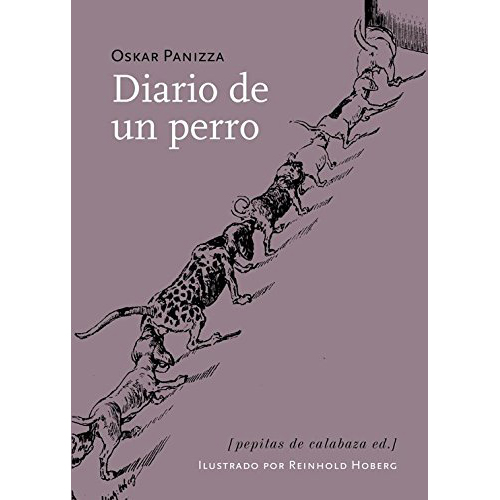 OSKAR PANIZZA
Diario de
un perro
[pepitas de calabaza ed.]
ILUSTRADO POR REINHOLD HOBERG